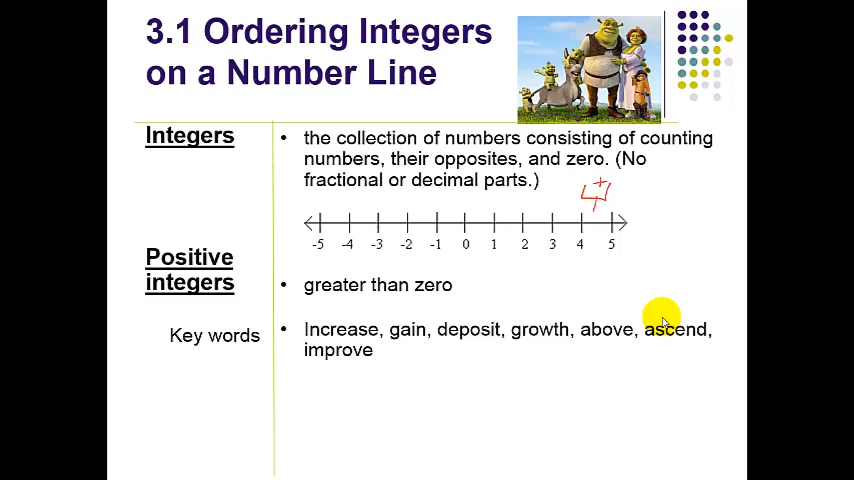 3.1 Ordering Integers
on a Number Line
Integers
• the collection of numbers consisting of counting
numbers, their opposites, and zero. (No
fractional or decimal parts.)
+
-5 -4 -3 -2 -1 0 1 2 3 4 5
Positive
integers
• greater than zero
Key words
• Increase, gain, deposit, growth, above, ascend,
improve